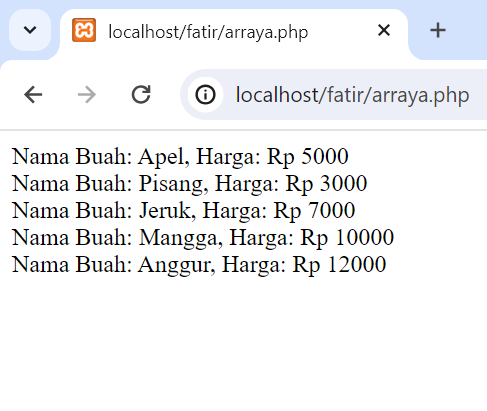 localhost/fatir/arraya.php
localhost/fatir/arraya.php
Nama Buah: Apel, Harga: Rp 5000
Nama Buah: Pisang, Harga: Rp 3000
Nama Buah: Jeruk, Harga: Rp 7000
Nama Buah: Mangga, Harga: Rp 10000
Nama Buah: Anggur, Harga: Rp 12000